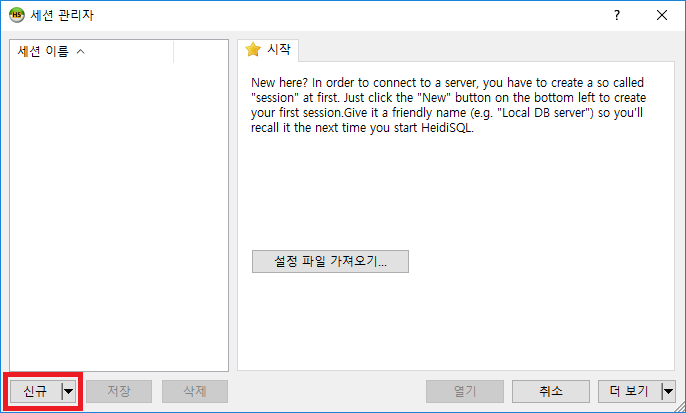 HS 세션 관리자
세션 이름
시작
New here? In order to connect to a server, you have to create a so called
"session" at first. Just click the "New" button on the bottom left to create
your first session.Give it a friendly name (e.g. "Local DB server") so you'll
recall it the next time you start HeidiSQL.
설정 파일 가져오기...
신규 저장 삭제 열기 취소 더 보기